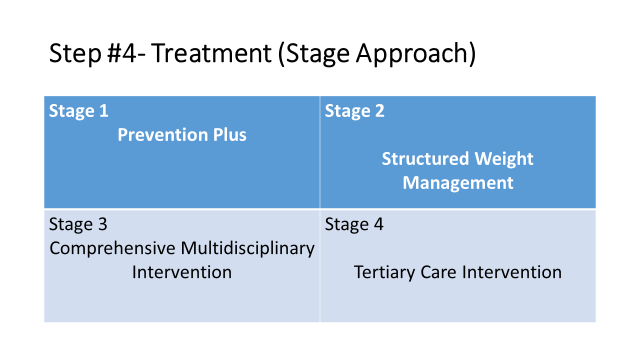 Step #4- Treatment (Stage Approach)
Stage 1
Prevention Plus
Stage 2
Structured Weight
Management
Stage 3
Comprehensive Multidisciplinary
Intervention
Stage 4
Tertiary Care Intervention